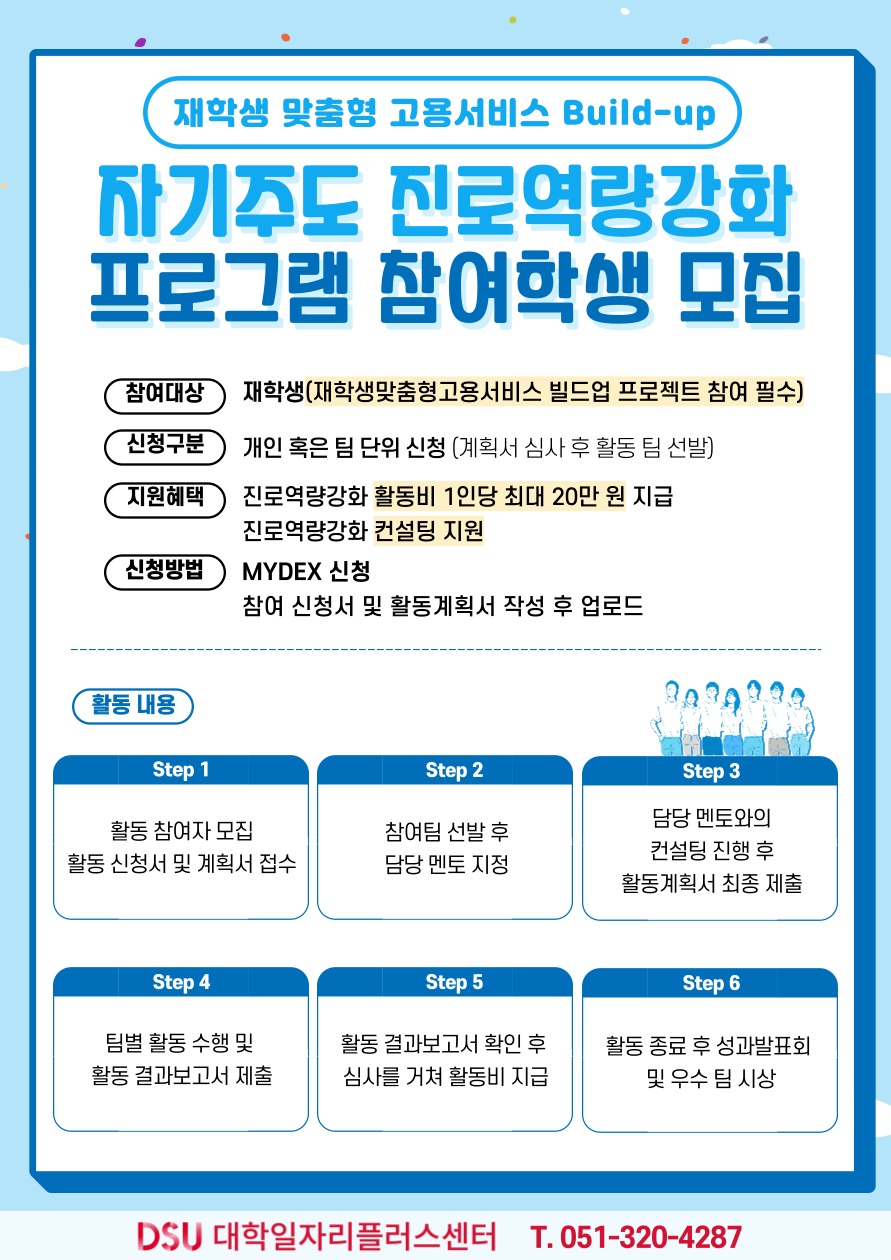 재학생 맞춤형 고용서비스 Build-up
자기주도 진로역량강화
프로그램 참여학생 모집
참여대상
재학생(재학생맞춤형고용서비스 빌드업 프로젝트 참여 필수)
신청구분
개인 혹은 팀 단위 신청 (계획서 심사 후 활동 팀 선발)
지원혜택
진로역량강화 활동비 1인당 최대 20만 원 지급
진로역량강화 컨설팅 지원
신청방법
MYDEX 신청
참여 신청서 및 활동계획서 작성 후 업로드
활동 내용
Step 1
활동 참여자 모집
활동 신청서 및 계획서 접수
Step 2
참여팀 선발 후
담당 멘토 지정
Step 3
담당 멘토와의
컨설팅 진행 후
활동계획서 최종 제출
Step 4
팀별 활동 수행 및
활동 결과보고서 제출
Step 5
활동 결과보고서 확인 후
심사를 거쳐 활동비 지급
Step 6
활동 종료 후 성과발표회
및 우수 팀 시상
DSU 대학일자리플러스센터 T. 051-320-4287